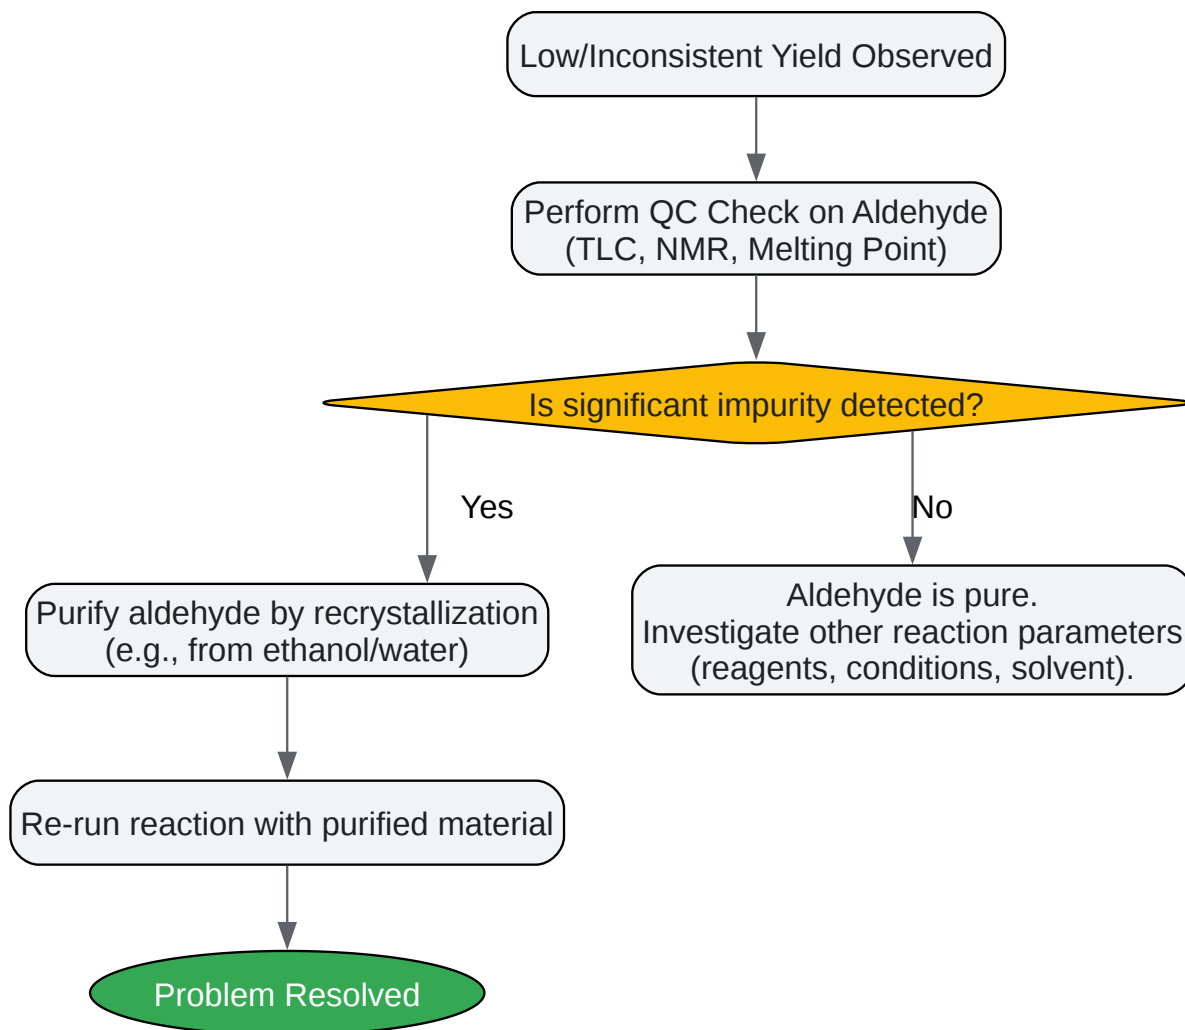 Low/Inconsistent Yield Observed
Perform QC Check on Aldehyde
(TLC, NMR, Melting Point)
Is significant impurity detected?
Yes
No
Purify aldehyde by recrystallization
(e.g., from ethanol/water)
Aldehyde is pure.
Investigate other reaction parameters
(reagents, conditions, solvent).
Re-run reaction with purified material
Problem Resolved